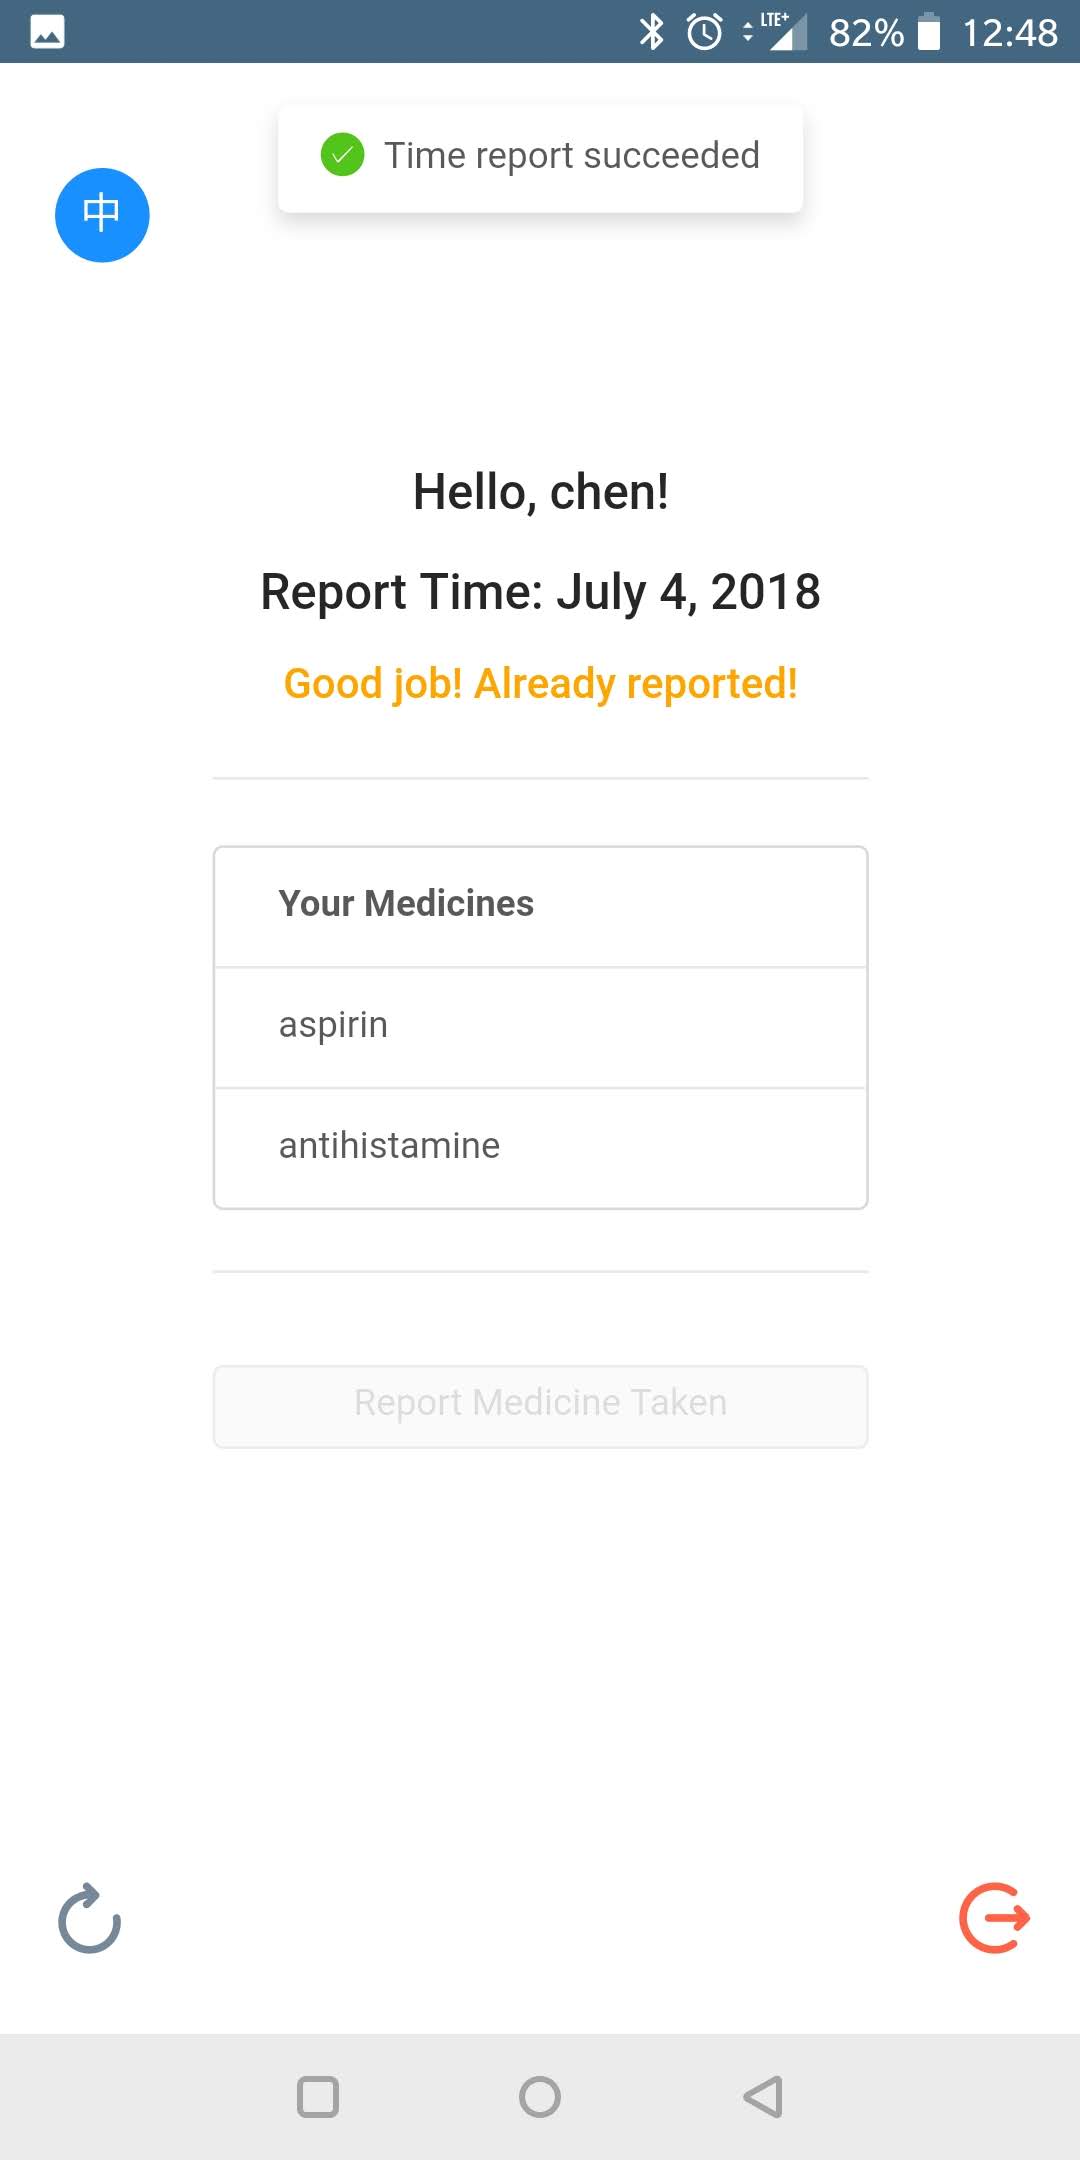 LTE+ 82% 12:48
Time report succeeded
中
Hello, chen!
Report Time: July 4, 2018
Good job! Already reported!
Your Medicines
aspirin
antihistamine
Report Medicine Taken